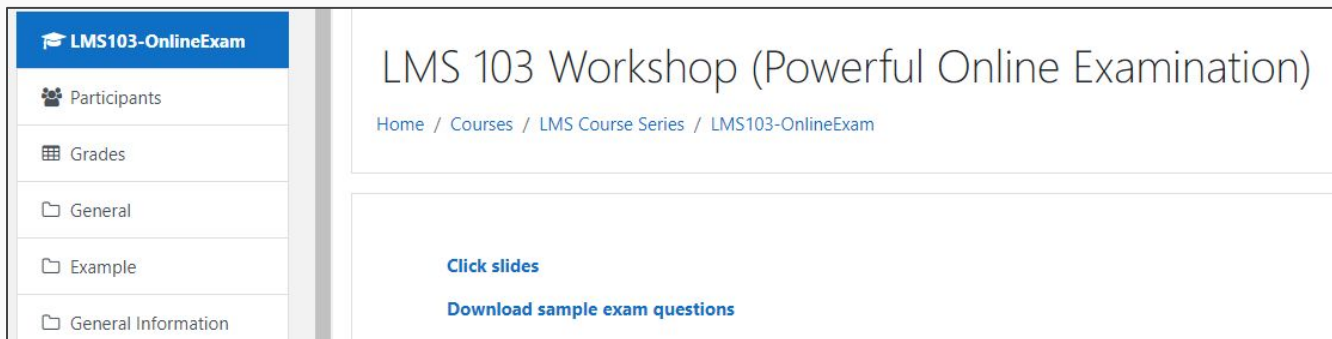 LMS103-OnlineExam
Participants
Grades
General
Example
General Information
LMS 103 Workshop (Powerful Online Examination)
Home / Courses / LMS Course Series / LMS103-OnlineExam
Click slides
Download sample exam questions